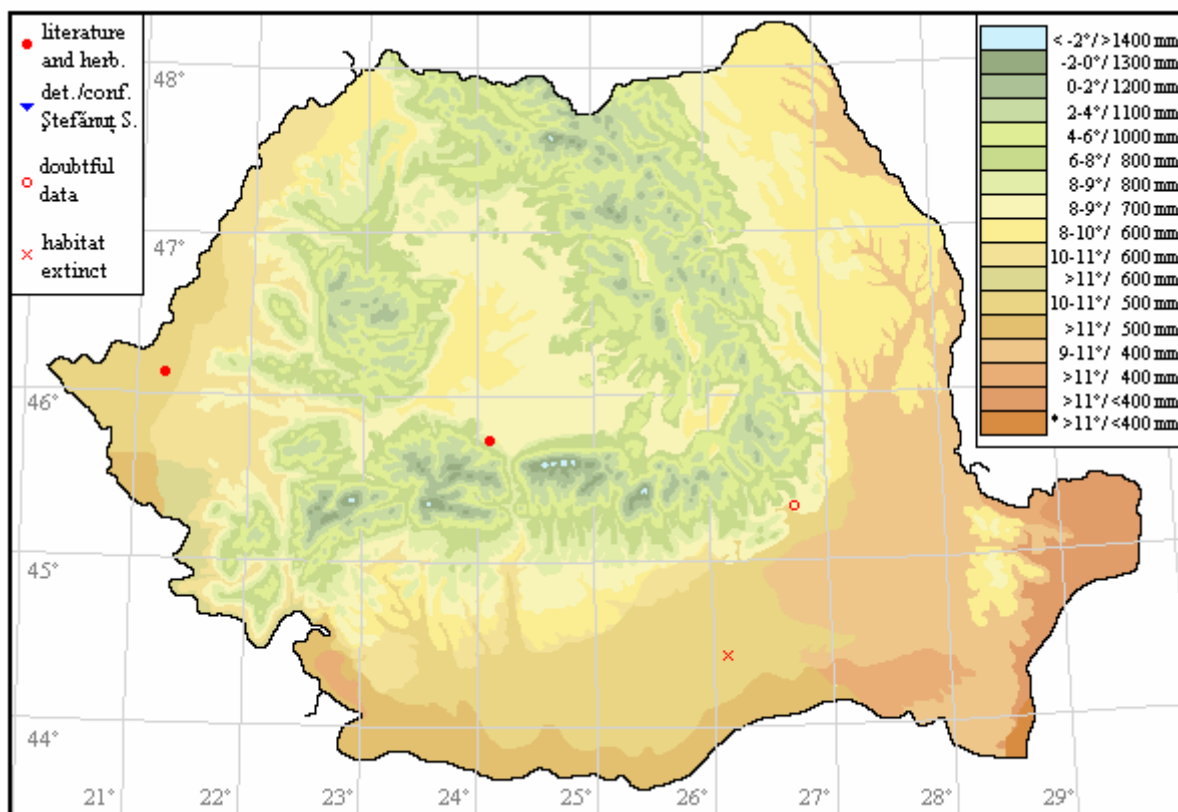 literature
and herb.
det./conf.
Ştefănuţ S.
doubtful
data
habitat
extinct
< -2°/>1400 mm
-2-0°/ 1300 mm
0-2°/ 1200 mm
2-4°/ 1100 mm
4-6°/ 1000 mm
6-8°/ 800 mm
8-9°/ 800 mm
8-9°/ 700 mm
8-10°/ 600 mm
10-11°/ 600 mm
>11°/ 600 mm
10-11°/ 500 mm
>11°/ 500 mm
9-11°/ 400 mm
>11°/ 400 mm
>11°/<400 mm
* >11°/<400 mm
48°
47°
46°
45°
44°
21°
22°
23°
24°
25°
26°
27°
28°
29°